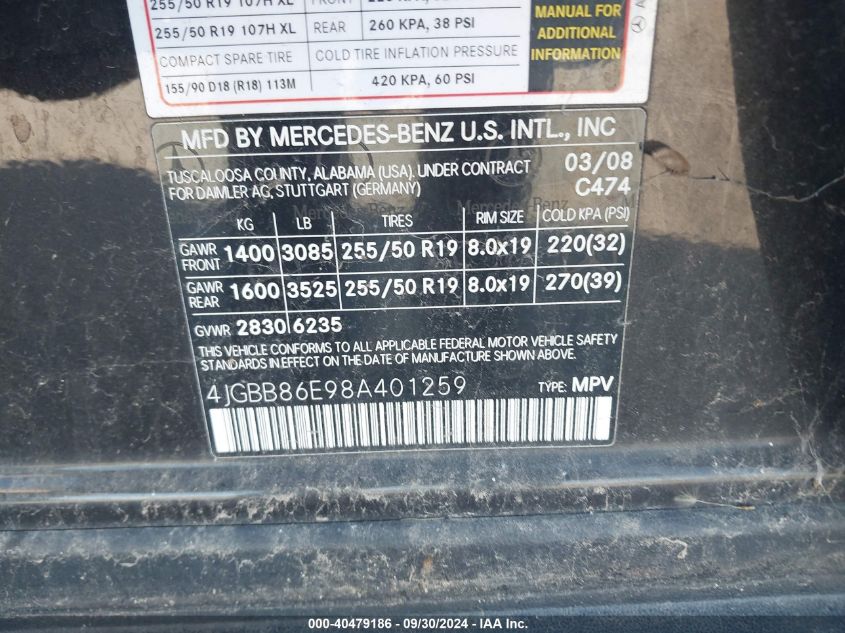 255/50 R19 107H XL FRONT
255/50 R19 107H XL REAR 260 KPA, 38 PSI
COMPACT SPARE TIRE COLD TIRE INFLATION PRESSURE
155/90 D18 (R18) 113M 420 KPA, 60 PSI
MANUAL FOR
ADDITIONAL
INFORMATION
MFD BY MERCEDES-BENZ U.S. INTL., INC
TUSCALOOSA COUNTY, ALABAMA (USA). UNDER CONTRACT 03/08
FOR DAIMLER AG, STUTTGART (GERMANY) C474
Mercedes-Benz
KG LB TIRES RIM SIZE COLD KPA (PSI)
GAWR FRONT 1400 3085 255/50 R19 8.0x19 220(32)
GAWR REAR 1600 3525 255/50 R19 8.0x19 270(39)
GVWR 2830 6235
THIS VEHICLE CONFORMS TO ALL APPLICABLE FEDERAL MOTOR VEHICLE SAFETY
STANDARDS IN EFFECT ON THE DATE OF MANUFACTURE SHOWN ABOVE.
4JGBB86E98A401259 TYPE: MPV
000-40479186 - 09/30/2024 - IAAI.com